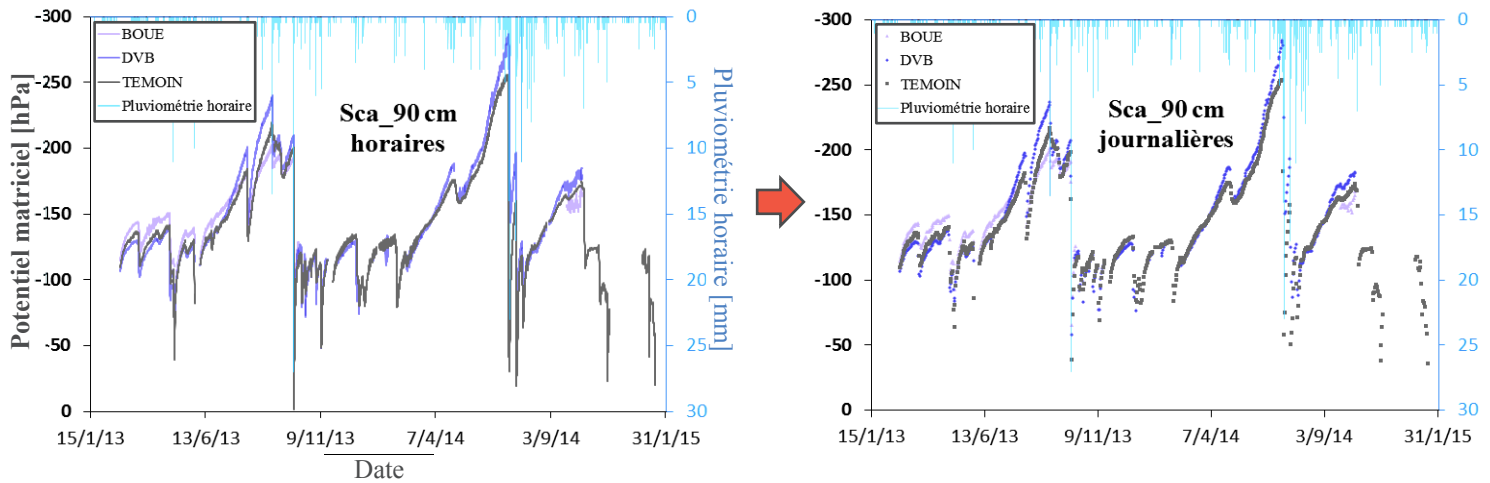 Potentiel matriciel [hPa]
-300
-250
-200
-150
-100
-50
0
BOUE
DVB
TEMOIN
Pluviométrie horaire
Sca_90 cm
horaires
0
5
10
15
20
25
30
Pluviométrie horaire [mm]
15/1/13
13/6/13
9/11/13
7/4/14
3/9/14
31/1/15
Date
-300
-250
-200
-150
-100
-50
0
BOUE
DVB
TEMOIN
Pluviométrie horaire
Sca_90 cm
journalières
0
5
10
15
20
25
30
15/1/13
13/6/13
9/11/13
7/4/14
3/9/14
31/1/15